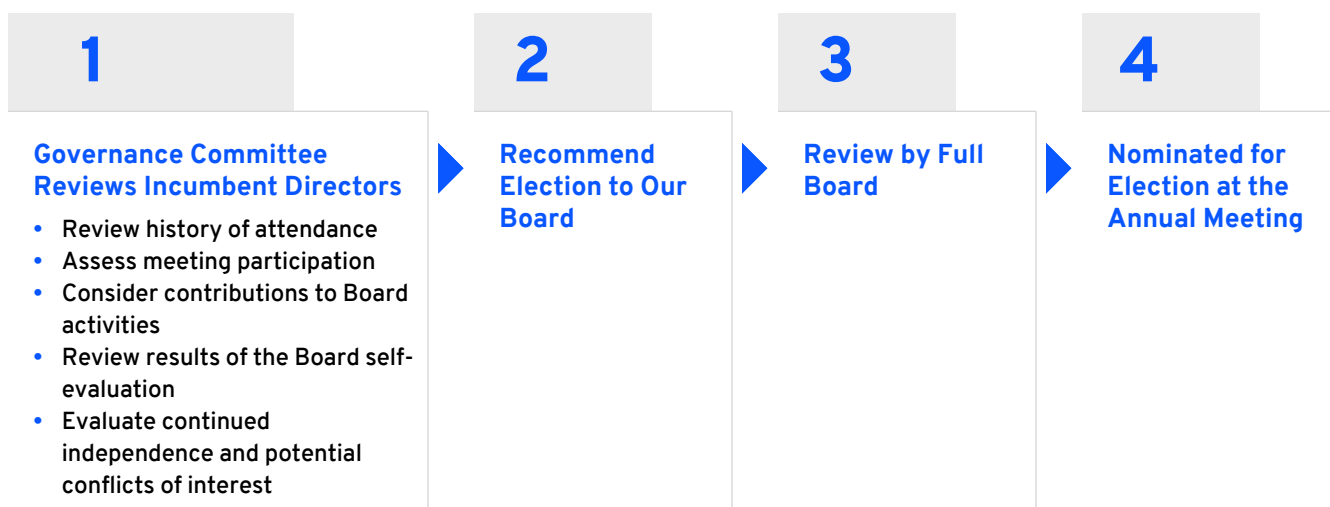 1
Governance Committee
Reviews Incumbent Directors
• Review history of attendance
• Assess meeting participation
• Consider contributions to Board
activities
• Review results of the Board self-
evaluation
• Evaluate continued
independence and potential
conflicts of interest
2
Recommend
Election to Our
Board
3
Review by Full
Board
4
Nominated for
Election at the
Annual Meeting